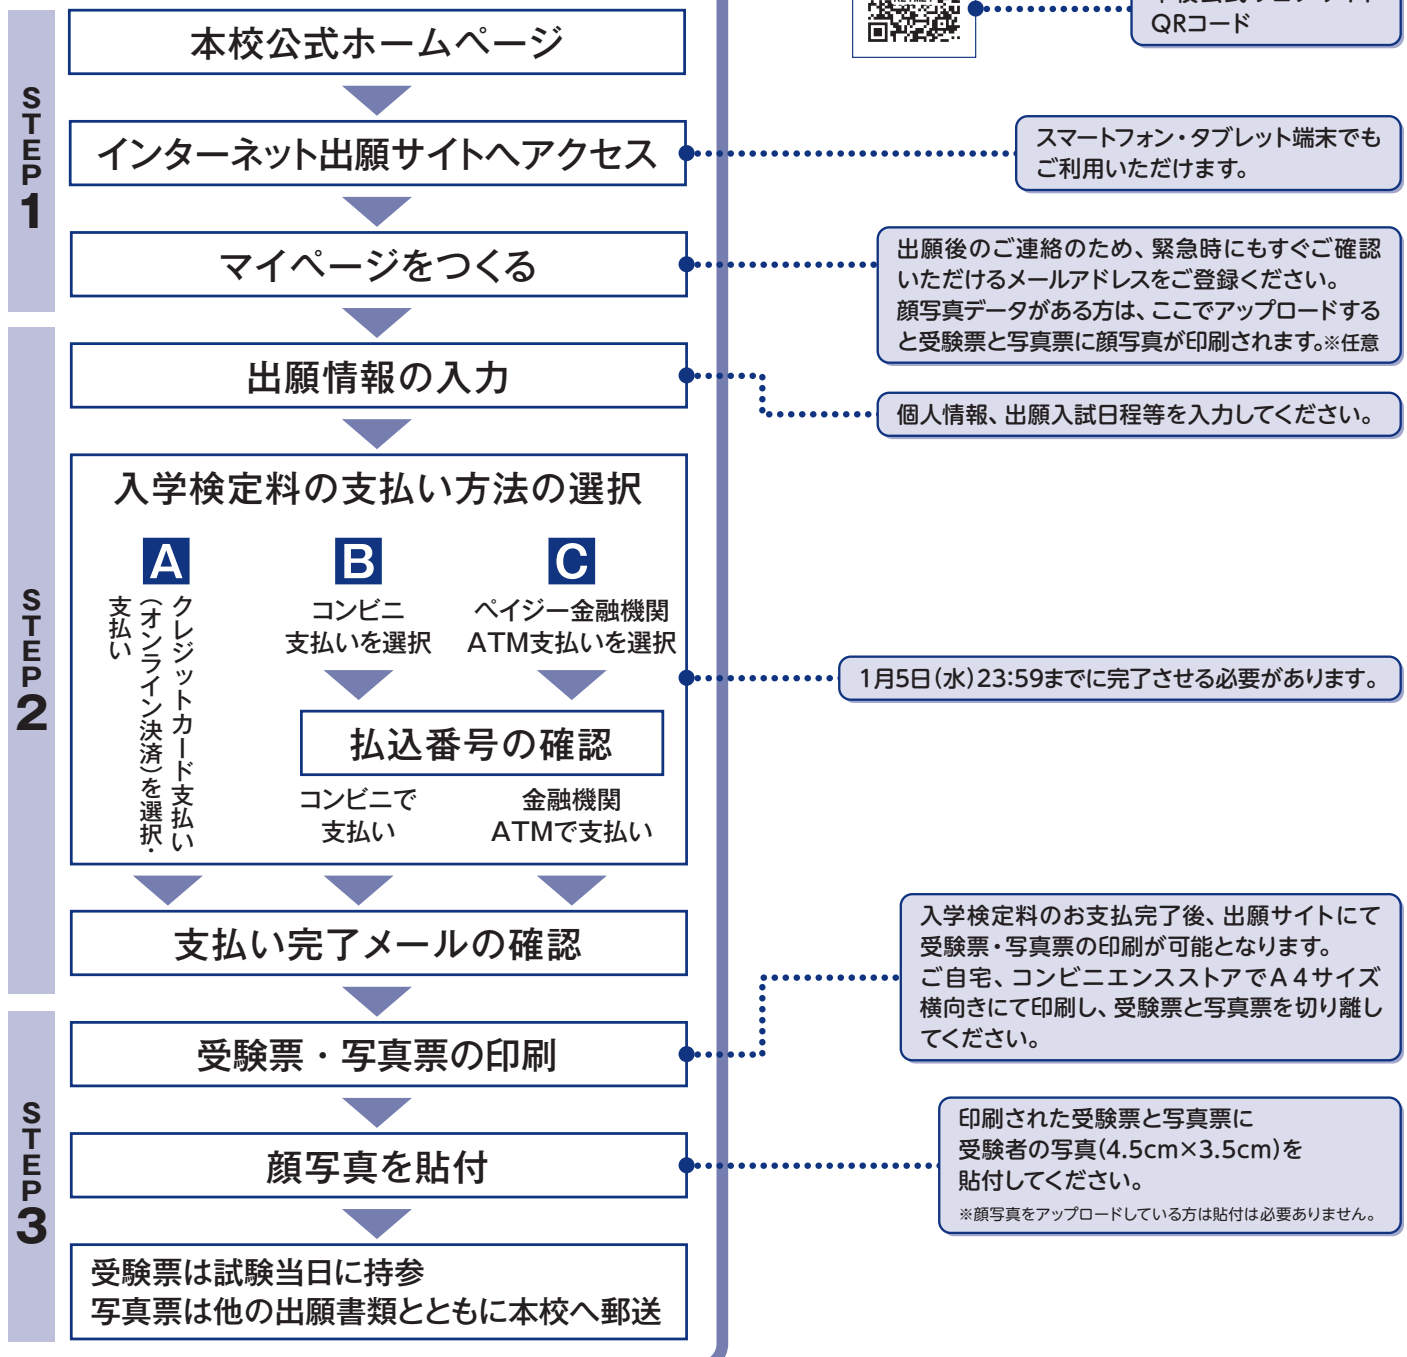 STEP1
本校公式ホームページ
QRコード
インターネット出願サイトへアクセス
スマートフォン・タブレット端末でも
ご利用いただけます。
マイページをつくる
出願後のご連絡のため、緊急時にもすぐご確認
いただけるメールアドレスをご登録ください。
顔写真データがある方は、ここでアップロードする
と受験票と写真票に顔写真が印刷されます。※任意
STEP2
出願情報の入力
個人情報、出願入試日程等を入力してください。
入学検定料の支払い方法の選択
A
クレジットカード支払い
(オンライン決済)を選択・
支払い
B
コンビニ
支払いを選択
C
ペイジー金融機関
ATM支払いを選択
払込番号の確認
コンビニで
支払い
金融機関
ATMで支払い
1月5日(水)23:59までに完了させる必要があります。
支払い完了メールの確認
STEP3
受験票・写真票の印刷
入学検定料のお支払完了後、出願サイトにて
受験票・写真票の印刷が可能となります。
ご自宅、コンビニエンスストアでA4サイズ
横向きにて印刷し、受験票と写真票を切り離し
てください。
顔写真を貼付
印刷された受験票と写真票に
受験者の写真(4.5cm×3.5cm)を
貼付してください。
※顔写真をアップロードしている方は貼付は必要ありません。
受験票は試験当日に持参
写真票は他の出願書類とともに本校へ郵送